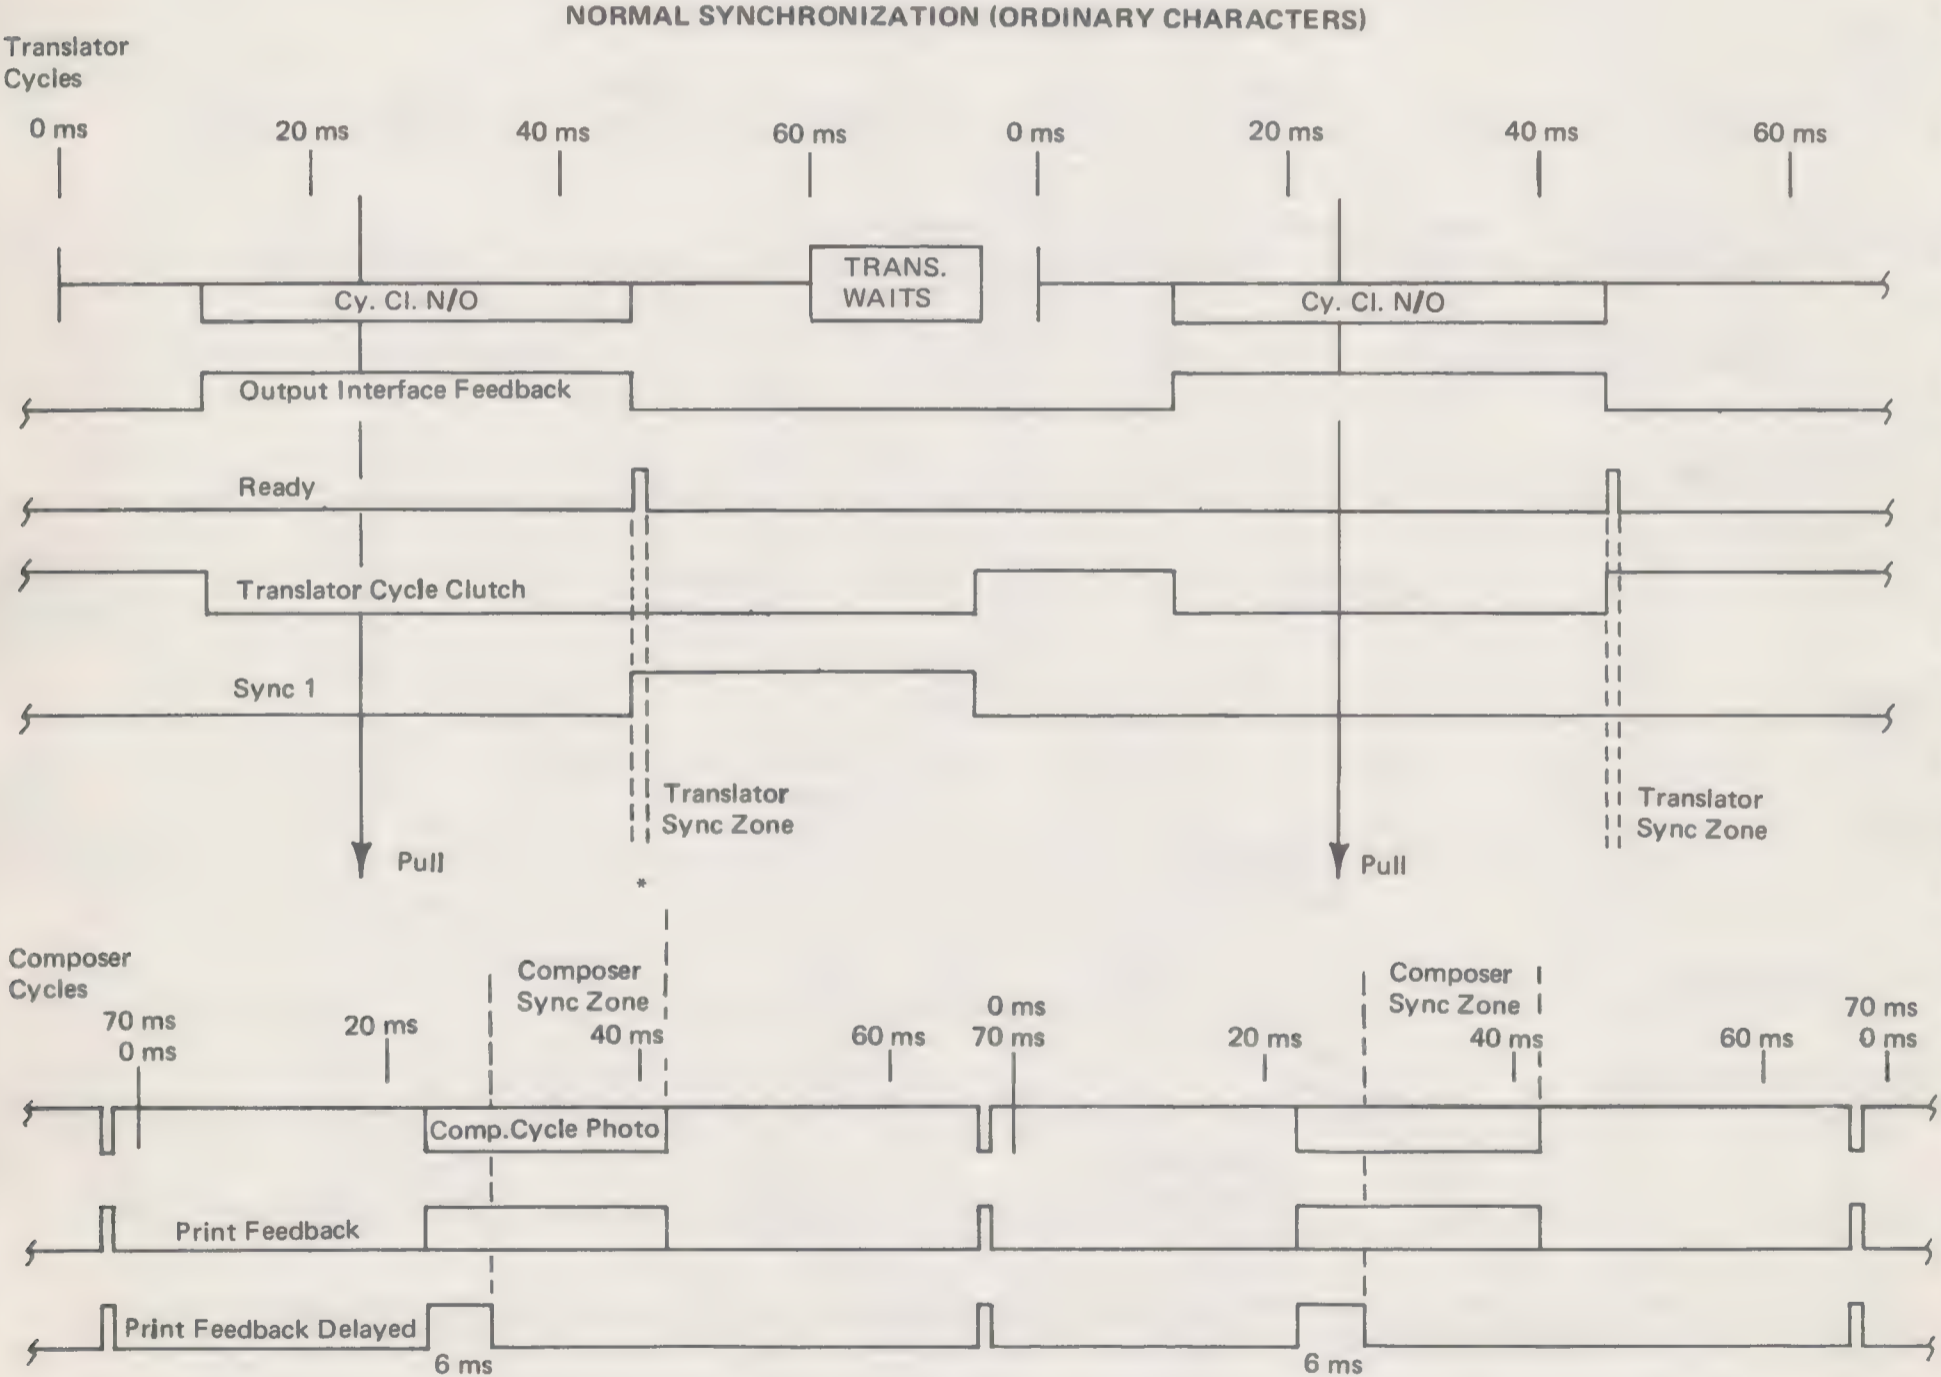 NORMAL SYNCHRONIZATION (ORDINARY CHARACTERS)
Translator
Cycles
0 ms 20 ms 40 ms 60 ms 0 ms 20 ms 40 ms 60 ms
TRANS.
WAITS
Cy. Cl. N/O Cy. Cl. N/O
Output Interface Feedback
Ready
Translator Cycle Clutch
Sync 1
Translator
Sync Zone
Translator
Sync Zone
Pull Pull
*
Composer
Cycles
Composer
Sync Zone
Composer
Sync Zone
70 ms
0 ms
20 ms 40 ms 60 ms
0 ms
70 ms
20 ms 40 ms 60 ms
70 ms
0 ms
Comp.Cycle Photo
Print Feedback
Print Feedback Delayed
6 ms 6 ms